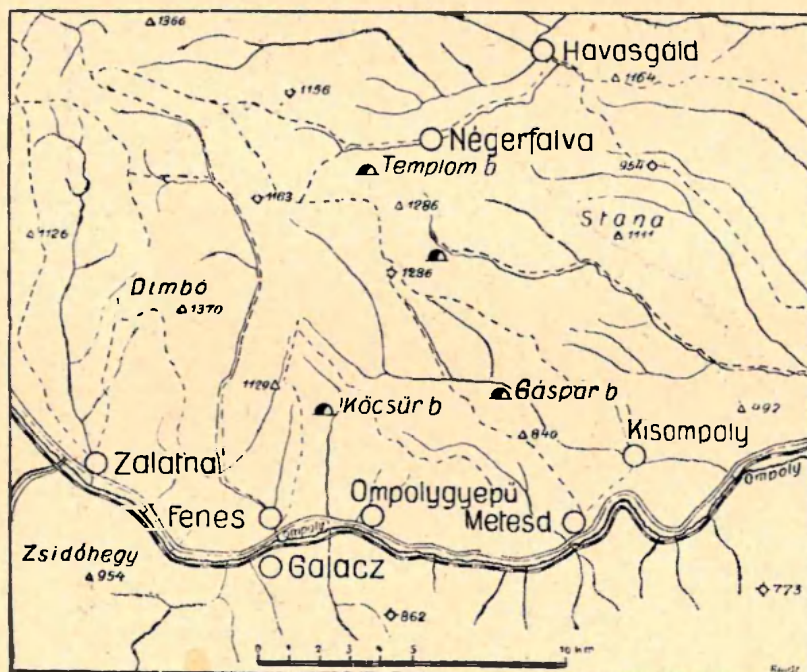 1366
Havasgáld
1164
1156
Négerfalva
Templom b
954
1163
1286
Stana
1126
1111
1286
Dimbó
1370
1129
Kőcsűr b
Gáspar b
492
840
Kisompoly
Zalatna
Ompoly
Fenes
Ompolygyepű
Metesd
Ompoly
Zsidóhegy
Galacz
954
773
862
0 1 2 3 4 5 10 km